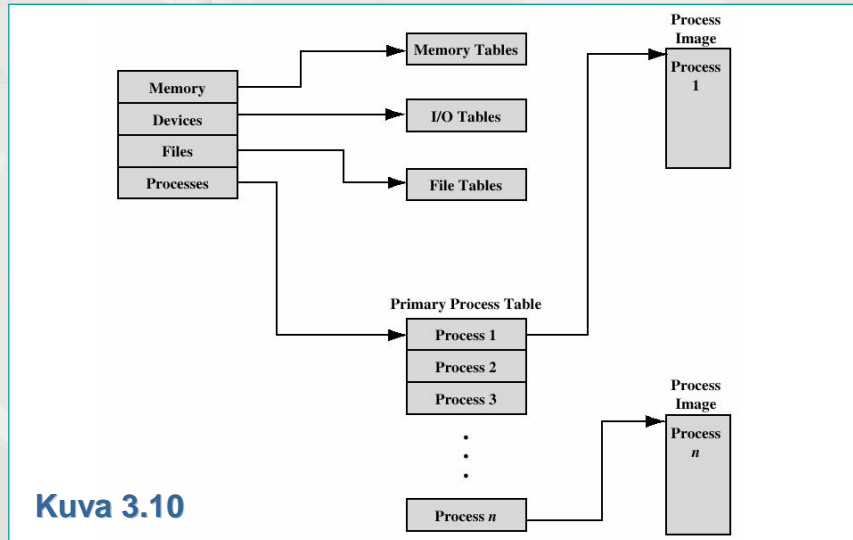 Memory
Devices
Files
Processes
Memory Tables
I/O Tables
File Tables
Primary Process Table
Process 1
Process 2
Process 3
Process n
Process
Image
Process
1
Process
Image
Process
n
Kuva 3.10